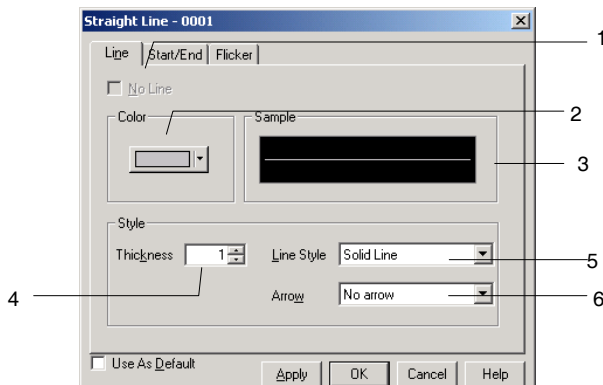 Straight Line - 0001
1
Line Start/End Flicker
No Line
Color Sample
2
3
Style
Thickness 1 Line Style Solid Line
5
4
Arrow No arrow
6
Use As Default
Apply OK Cancel Help